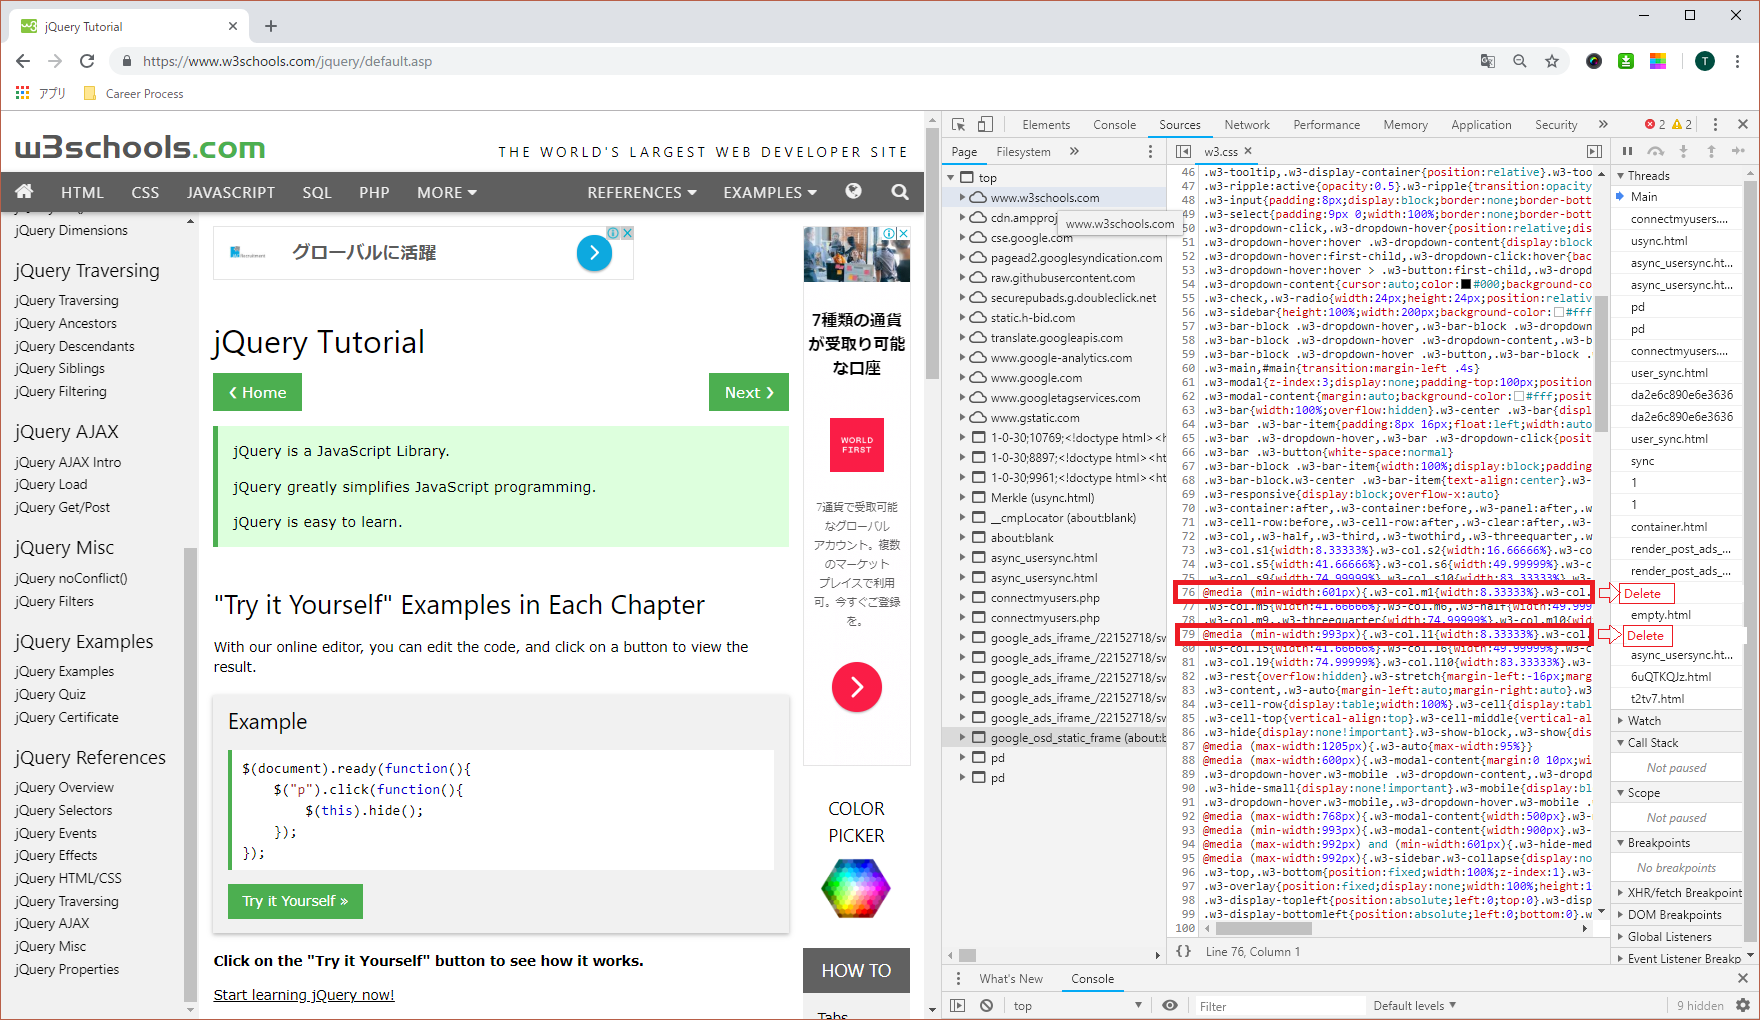 jQuery Tutorial
https://www.w3schools.com/jquery/default.asp
T
アプリ
Career Process
w3schools.com
THE WORLD'S LARGEST WEB DEVELOPER SITE
HTML CSS JAVASCRIPT SQL PHP MORE REFERENCES EXAMPLES
jQuery Dimensions
jQuery Traversing
jQuery Traversing
jQuery Ancestors
jQuery Descendants
jQuery Siblings
jQuery Filtering
jQuery AJAX
jQuery AJAX Intro
jQuery Load
jQuery Get/Post
jQuery Misc
jQuery noConflict()
jQuery Filters
jQuery Examples
jQuery Examples
jQuery Quiz
jQuery Certificate
jQuery References
jQuery Overview
jQuery Selectors
jQuery Events
jQuery Effects
jQuery HTML/CSS
jQuery Traversing
jQuery AJAX
jQuery Misc
jQuery Properties
Recruitment
グローバルに活躍
jQuery Tutorial
❮ Home
Next ❯
jQuery is a JavaScript Library.
jQuery greatly simplifies JavaScript programming.
jQuery is easy to learn.
"Try it Yourself" Examples in Each Chapter
With our online editor, you can edit the code, and click on a button to view the
result.
Example
$(document).ready(function(){
$("p").click(function(){
$(this).hide();
});
});
Try it Yourself »
Click on the "Try it Yourself" button to see how it works.
Start learning jQuery now!
7種類の通貨
が受取り可能
な口座
WORLD
FIRST
7通貨で受取可能
なグローバル
アカウント。複数
のマーケット
プレイスで利用
可。今すぐご登録
を。
COLOR
PICKER
HOW TO
Tabs
Elements Console Sources Network Performance Memory Application Security » 2 2
Page Filesystem »
top
www.w3schools.com
cdn.ampproj
www.w3schools.com
cse.google.com
pagead2.googlesyndication.com
raw.githubusercontent.com
securepubads.g.doubleclick.net
static.h-bid.com
translate.googleapis.com
www.google-analytics.com
www.google.com
www.googletagservices.com
www.gstatic.com
1-0-30;10769;<!doctype html><h
1-0-30;8897;<!doctype html><ht
1-0-30;9961;<!doctype html><ht
Merkle (usync.html)
__cmpLocator (about:blank)
about:blank
async_usersync.html
async_usersync.html
connectmyusers.php
connectmyusers.php
google_ads_iframe_/22152718/sw
google_ads_iframe_/22152718/sw
google_ads_iframe_/22152718/sw
google_ads_iframe_/22152718/sw
google_ads_iframe_/22152718/sw
google_osd_static_frame (about:b
pd
pd
w3.css
46 .w3-tooltip,.w3-display-container{position:relative}.w3-too
47 .w3-ripple:active{opacity:0.5}.w3-ripple{transition:opacity
48 .w3-input{padding:8px;display:block;border:none;border-bott
49 .w3-select{padding:9px 0;width:100%;border:none;border-bott
50 .w3-dropdown-click,.w3-dropdown-hover{position:relative;dis
51 .w3-dropdown-hover:hover .w3-dropdown-content{display:block
52 .w3-dropdown-hover:first-child,.w3-dropdown-click:hover{bac
53 .w3-dropdown-hover:hover > .w3-button:first-child,.w3-dropd
54 .w3-dropdown-content{cursor:auto;color:#000;background-co
55 .w3-check,.w3-radio{width:24px;height:24px;position:relativ
56 .w3-sidebar{height:100%;width:200px;background-color:#fff
57 .w3-bar-block .w3-dropdown-hover,.w3-bar-block .w3-dropdown
58 .w3-bar-block .w3-dropdown-hover .w3-dropdown-content,.w3-b
59 .w3-bar-block .w3-dropdown-hover .w3-button,.w3-bar-block .w
60 .w3-main,#main{transition:margin-left .4s}
61 .w3-modal{z-index:3;display:none;padding-top:100px;position
62 .w3-modal-content{margin:auto;background-color:#fff;posit
63 .w3-bar{width:100%;overflow:hidden}.w3-center .w3-bar{displ
64 .w3-bar .w3-bar-item{padding:8px 16px;float:left;width:auto
65 .w3-bar .w3-dropdown-hover,.w3-bar .w3-dropdown-click{posit
66 .w3-bar .w3-button{white-space:normal}
67 .w3-bar-block .w3-bar-item{width:100%;display:block;padding
68 .w3-bar-block.w3-center .w3-bar-item{text-align:center}.w3-
69 .w3-responsive{display:block;overflow-x:auto}
70 .w3-container:after,.w3-container:before,.w3-panel:after,.w
71 .w3-cell-row:before,.w3-cell-row:after,.w3-clear:after,.w3-
72 .w3-col,.w3-half,.w3-third,.w3-twothird,.w3-threequarter,.w
73 .w3-col.s1{width:8.33333%}.w3-col.s2{width:16.66666%}.w3-co
74 .w3-col.s5{width:41.66666%}.w3-col.s6{width:49.99999%}.w3-c
75 .w3-col.s9{width:74.99999%}.w3-col.s10{width:83.33333%}.w3-
76 @media (min-width:601px){.w3-col.m1{width:8.33333%}.w3-col.
77 .w3-col.m5{width:41.66666%}.w3-col.m6,.w3-half{width:49.999
78 .w3-col.m9,.w3-threequarter{width:74.99999%}.w3-col.m10{wid
79 @media (min-width:993px){.w3-col.l1{width:8.33333%}.w3-col.
80 .w3-col.l5{width:41.66666%}.w3-col.l6{width:49.99999%}.w3-c
81 .w3-col.l9{width:74.99999%}.w3-col.l10{width:83.33333%}.w3-
82 .w3-rest{overflow:hidden}.w3-stretch{margin-left:-16px;marg
83 .w3-content,.w3-auto{margin-left:auto;margin-right:auto}.w3
84 .w3-cell-row{display:table;width:100%}.w3-cell{display:tabl
85 .w3-cell-top{vertical-align:top}.w3-cell-middle{vertical-al
86 .w3-hide{display:none!important}.w3-show-block,.w3-show{dis
87 @media (max-width:1205px){.w3-auto{max-width:95%}}
88 @media (max-width:600px){.w3-modal-content{margin:0 10px;wi
89 .w3-dropdown-hover.w3-mobile .w3-dropdown-content,.w3-dropd
90 .w3-hide-small{display:none!important}.w3-mobile{display:bl
91 .w3-dropdown-hover.w3-mobile,.w3-dropdown-hover.w3-mobile .
92 @media (max-width:768px){.w3-modal-content{width:500px}.w3-
93 @media (min-width:993px){.w3-modal-content{width:900px}.w3-
94 @media (max-width:992px) and (min-width:601px){.w3-hide-med
95 @media (max-width:992px){.w3-sidebar.w3-collapse{display:no
96 .w3-top,.w3-bottom{position:fixed;width:100%;z-index:1}.w3-
97 .w3-overlay{position:fixed;display:none;width:100%;height:1
98 .w3-display-topleft{position:absolute;left:0;top:0}.w3-disp
99 .w3-display-bottomleft{position:absolute;left:0;bottom:0}.w
100
{} Line 76, Column 1
Threads
Main
connectmyusers....
usync.html
async_usersync.ht...
async_usersync.ht...
pd
pd
connectmyusers....
user_sync.html
da2e6c890e6e3636
da2e6c890e6e3636
user_sync.html
sync
1
1
container.html
render_post_ads_...
render_post_ads_...
Delete
empty.html
Delete
async_usersync.ht...
6uQTKQJz.html
t2tv7.html
Watch
Call Stack
Not paused
Scope
Not paused
Breakpoints
No breakpoints
XHR/fetch Breakpoint
DOM Breakpoints
Global Listeners
Event Listener Breakp
What's New Console
top Filter Default levels 9 hidden